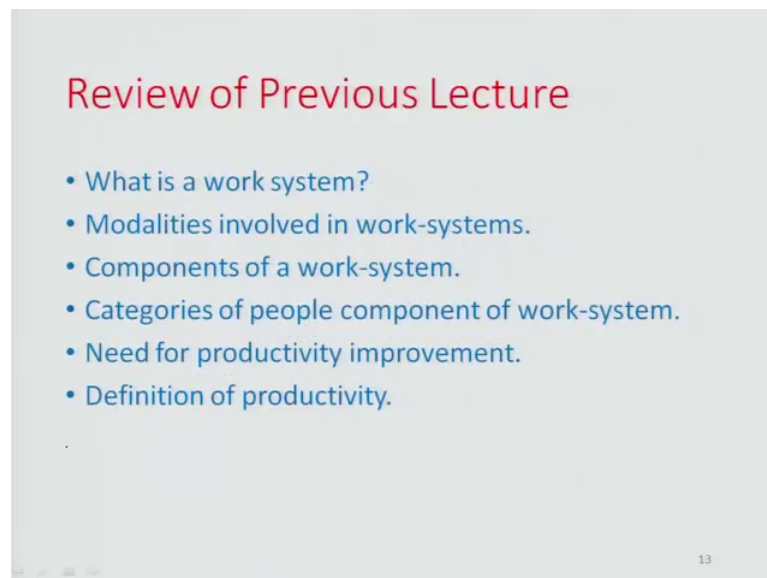 Review of Previous Lecture
• What is a work system?
• Modalities involved in work-systems.
• Components of a work-system.
• Categories of people component of work-system.
• Need for productivity improvement.
• Definition of productivity.
.
13